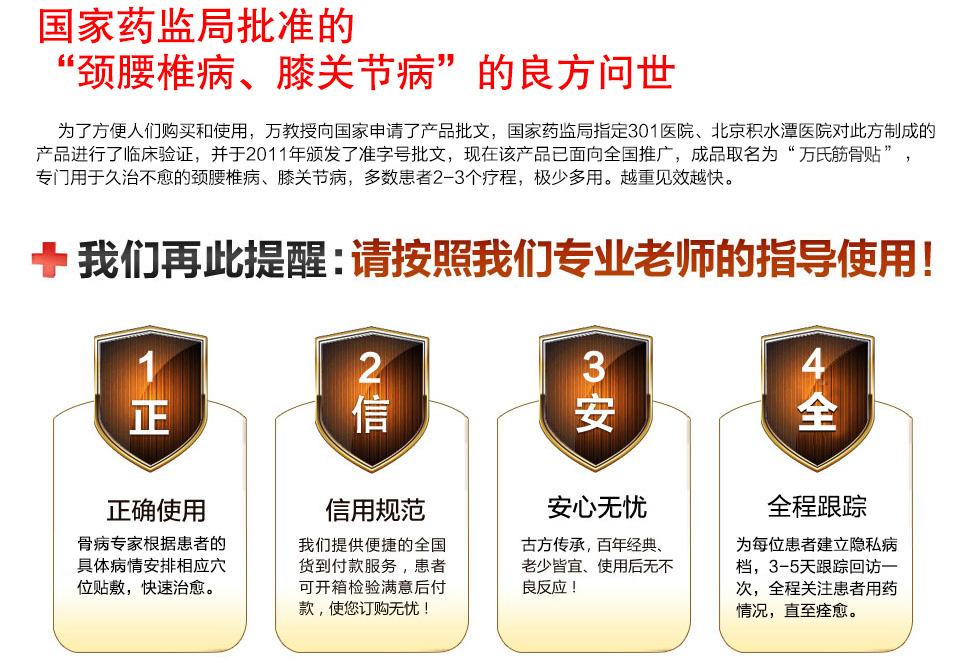 国家药监局批准的
“颈腰椎病、膝关节病”的良方问世
为了方便人们购买和使用，万教授向国家申请了产品批文，国家药监局指定301医院、北京积水潭医院对此方制成的
产品进行了临床验证，并于2011年颁发了准字号批文，现在该产品已面向全国推广，成品取名为“万氏筋骨贴”，
专门用于久治不愈的颈腰椎病、膝关节病，多数患者2-3个疗程，极少多用。越重见效越快。
我们再此提醒：请按照我们专业老师的指导使用！
1
正
正确使用
骨病专家根据患者的
具体病情安排相应穴
位贴敷，快速治愈。
2
信
信用规范
我们提供便捷的全国
货到付款服务，患者
可开箱检验满意后付
款，使您订购无忧！
3
安
安心无忧
古方传承，百年经典、
老少皆宜、使用后无不
良反应！
4
全
全程跟踪
为每位患者建立隐私病
档，3-5天跟踪回访一
次，全程关注患者用药
情况，直至痊愈。